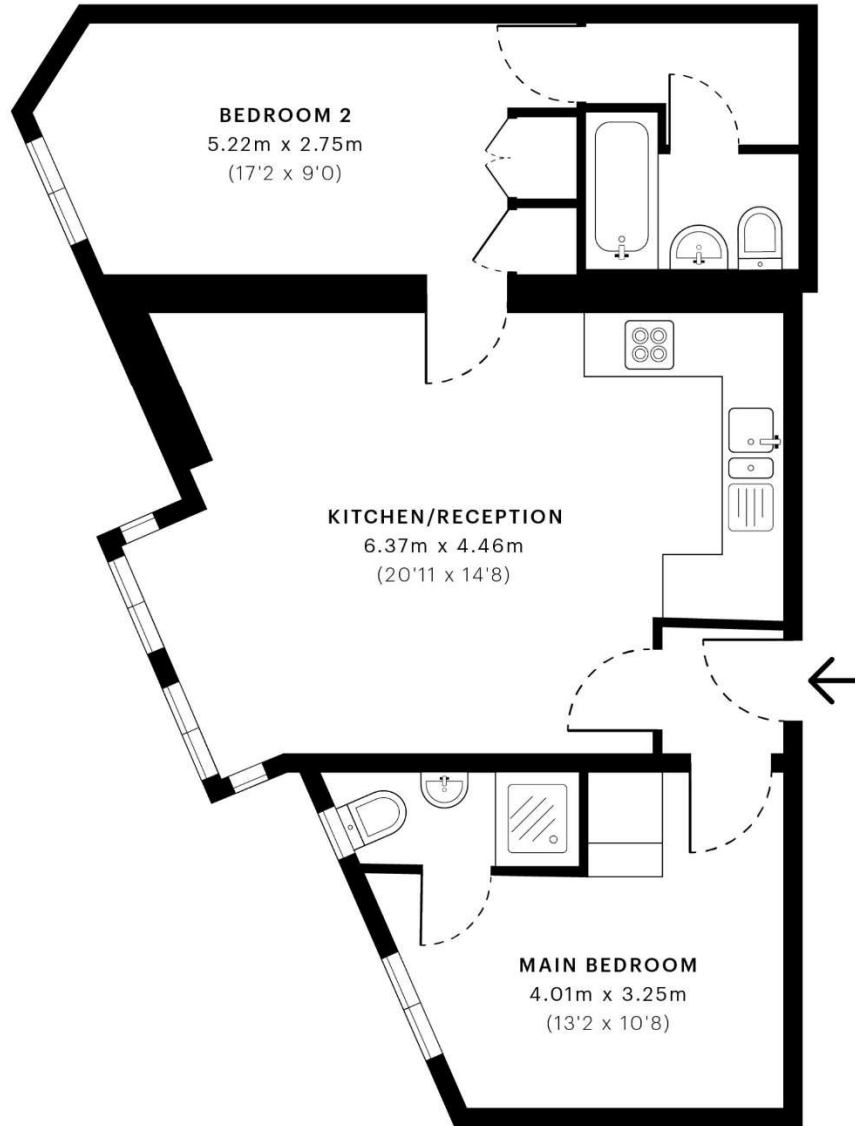 BEDROOM 2
5.22m x 2.75m
(17'2 x 9'0)
KITCHEN/RECEPTION
6.37m x 4.46m
(20'11 x 14'8)
MAIN BEDROOM
4.01m x 3.25m
(13'2 x 10'8)